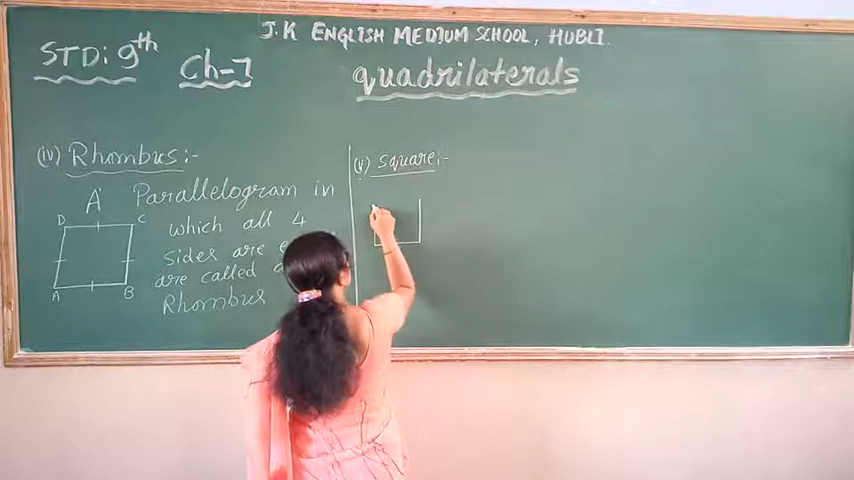 J.K ENGLISH MEDIUM SCHOOL, HUBLI.
STD: 9th
Ch-7
quadrilaterals
(iv) Rhombus:-
A Parallelogram in
which all 4
sides are
are called
Rhombus
D C
A B
(v) square:-